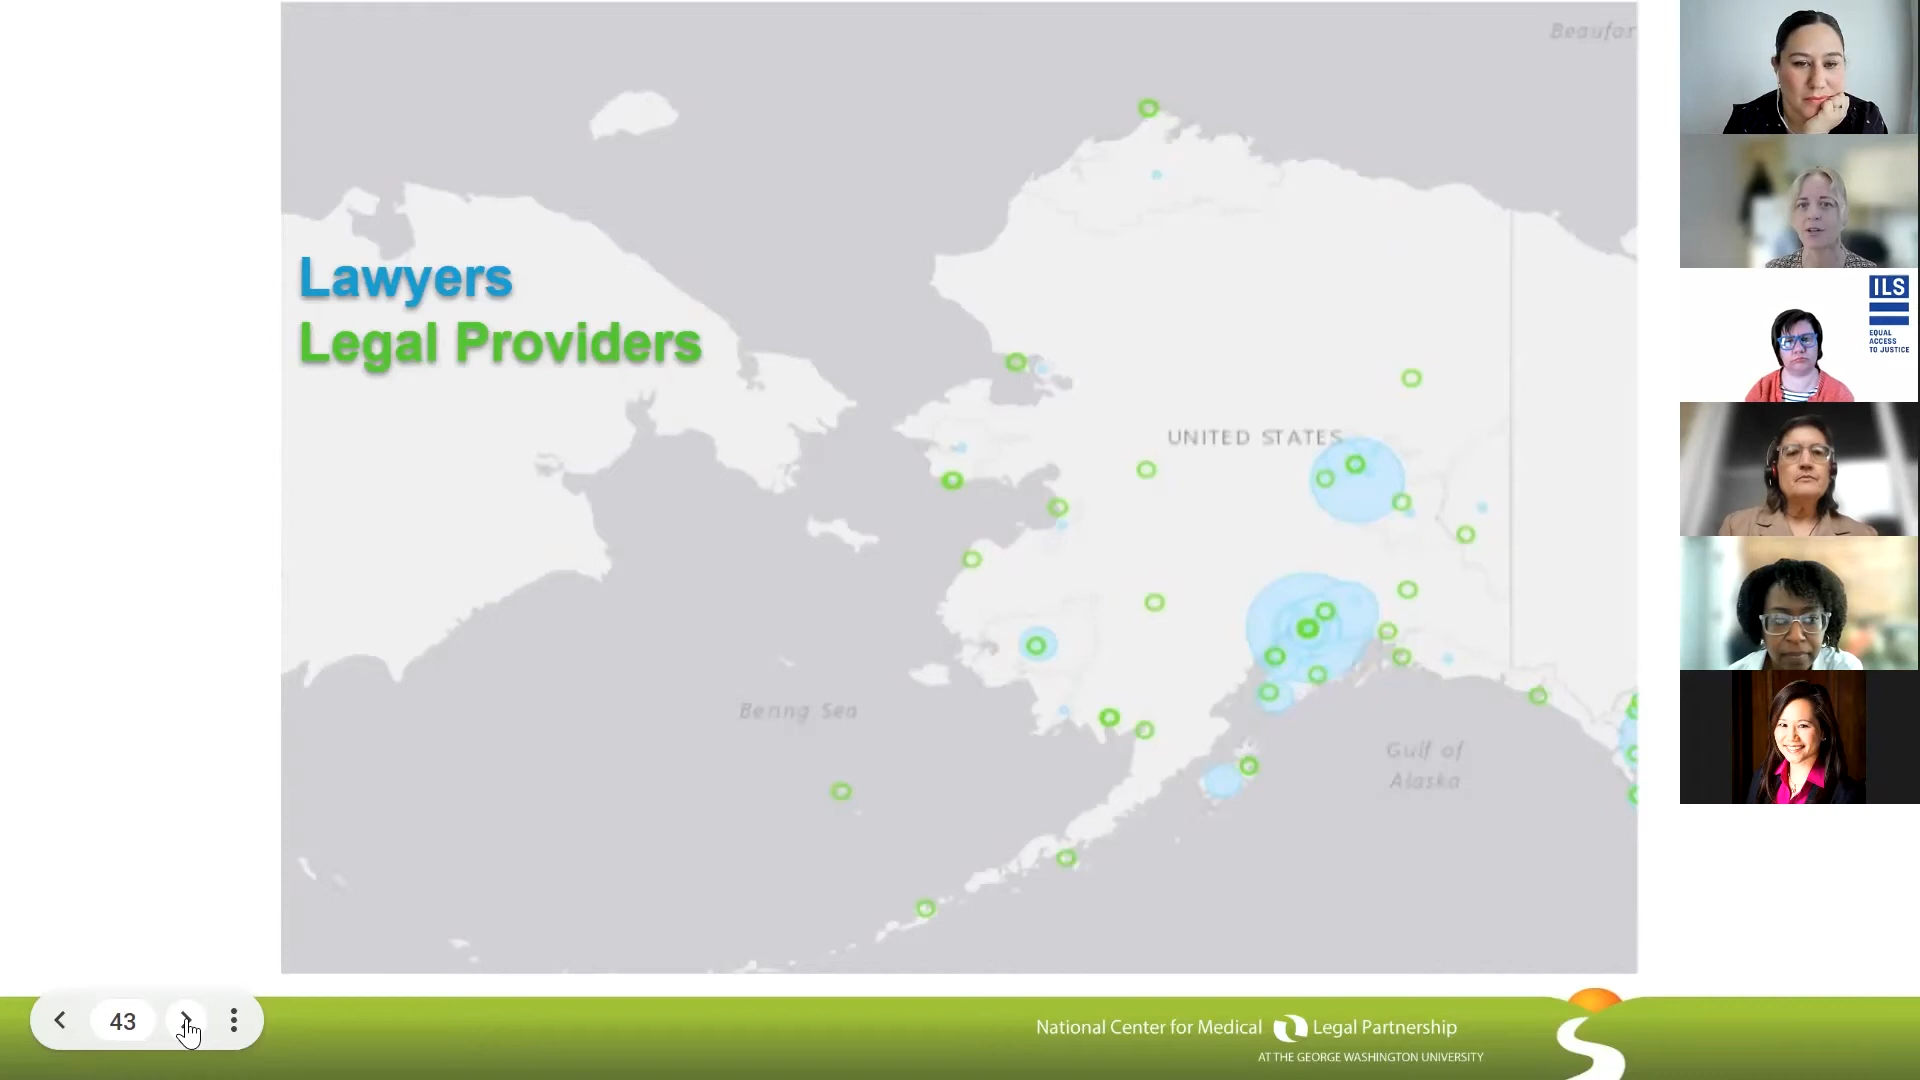 Beaufor
Lawyers
Legal Providers
UNITED STATES
Bering Sea
Gulf of
Alaska
ILS
EQUAL
ACCESS
TO JUSTICE
43
National Center for Medical Legal Partnership
AT THE GEORGE WASHINGTON UNIVERSITY